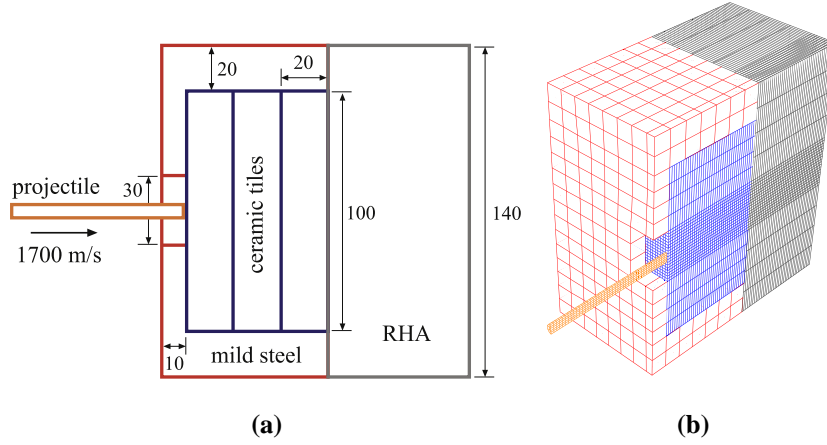 20
20
projectile
30
1700 m/s
ceramic tiles
100
140
10
mild steel
RHA
(a)
(b)